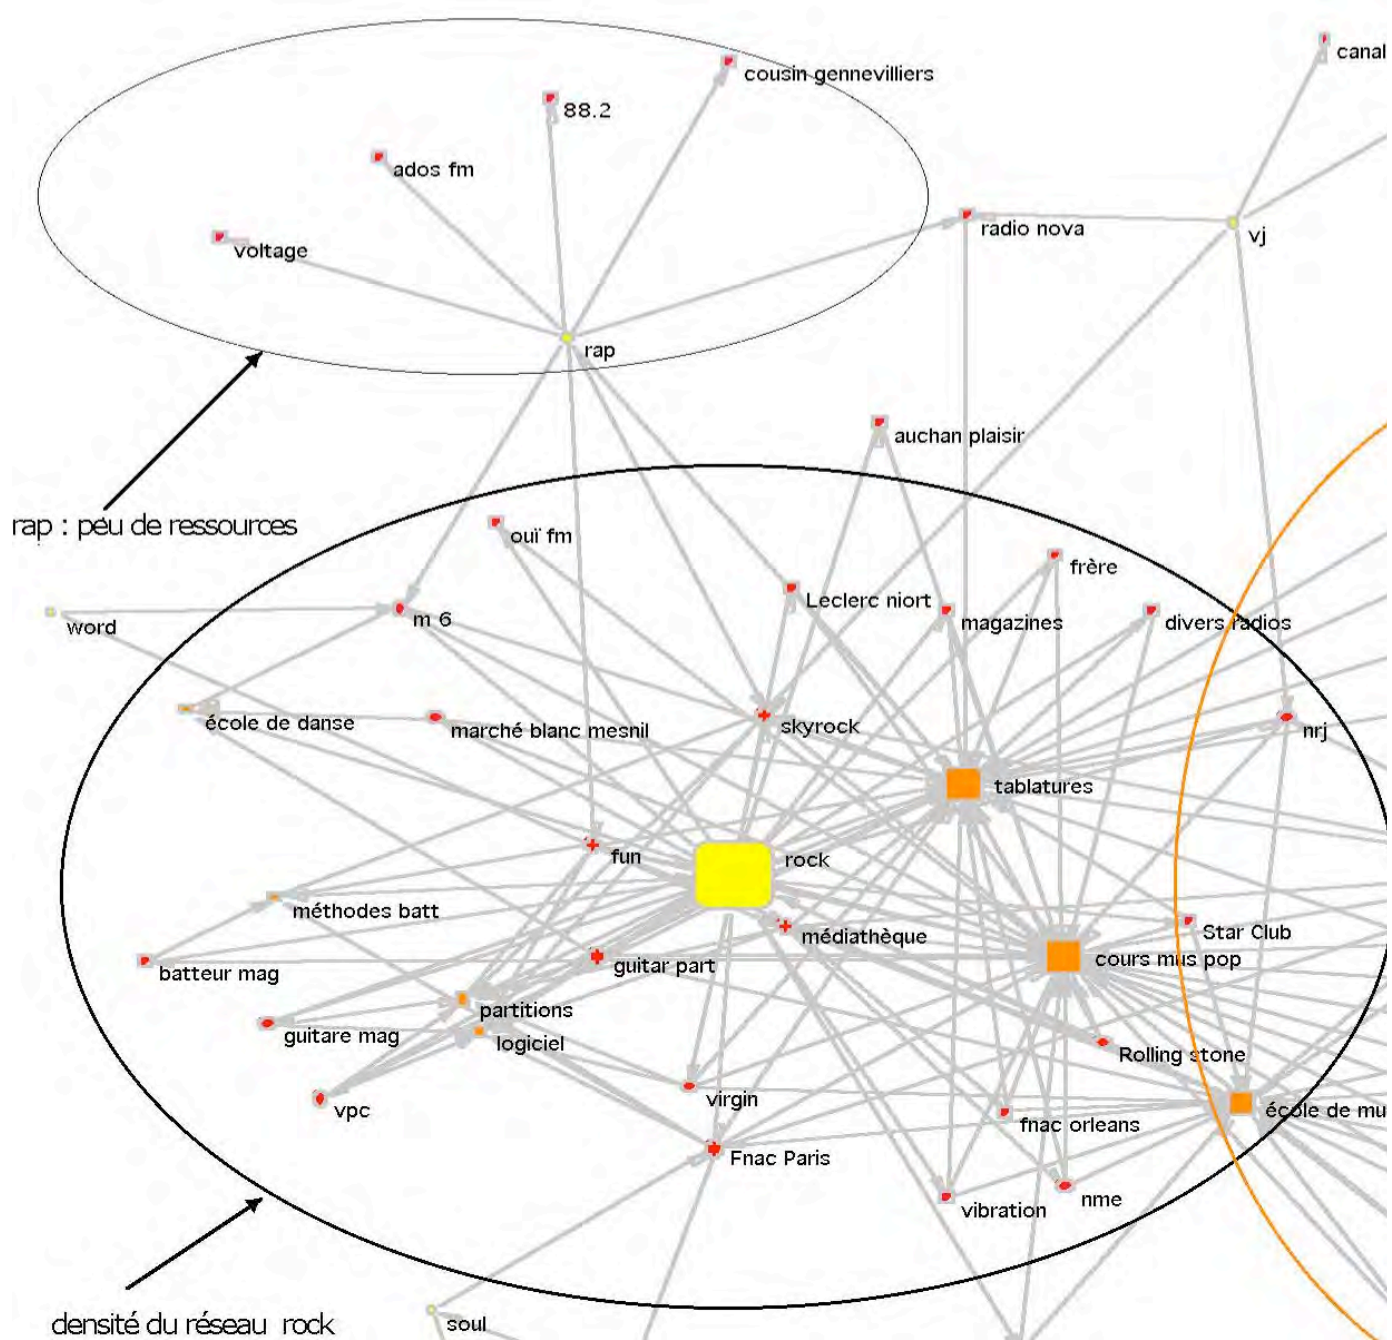 canal
cousin gennevilliers
88.2
ados fm
radio nova
vj
voltage
rap
auchan plaisir
rap : peu de ressources
ouï fm
frère
Leclerc niort
magazines
divers radios
word
m 6
école de danse
marché blanc mesnil
skyrock
nrj
tablatures
fun
rock
méthodes batt
médiathèque
Star Club
cours mus pop
batteur mag
guitar part
partitions
guitare mag
logiciel
Rolling stone
vpc
virgin
fnac orleans
école de mu
Fnac Paris
vibration
nme
densité du réseau rock
soul